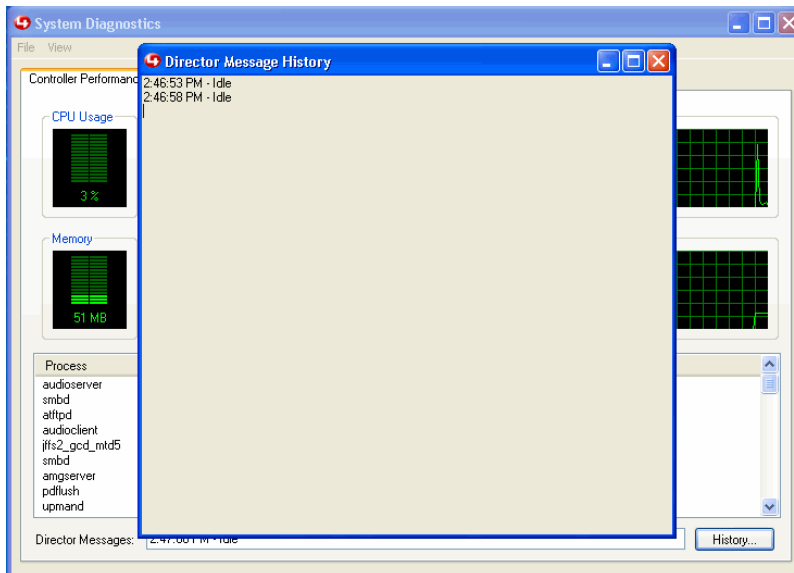 System Diagnostics
File View
Director Message History
Controller Performanc
2:46:53 PM - Idle
2:46:58 PM - Idle
CPU Usage
3 %
Memory
51 MB
Process
audioserver
smbd
atftpd
audioclient
jffs2_gcd_mtd5
smbd
amgserver
pdflush
upmand
Director Messages:
History...